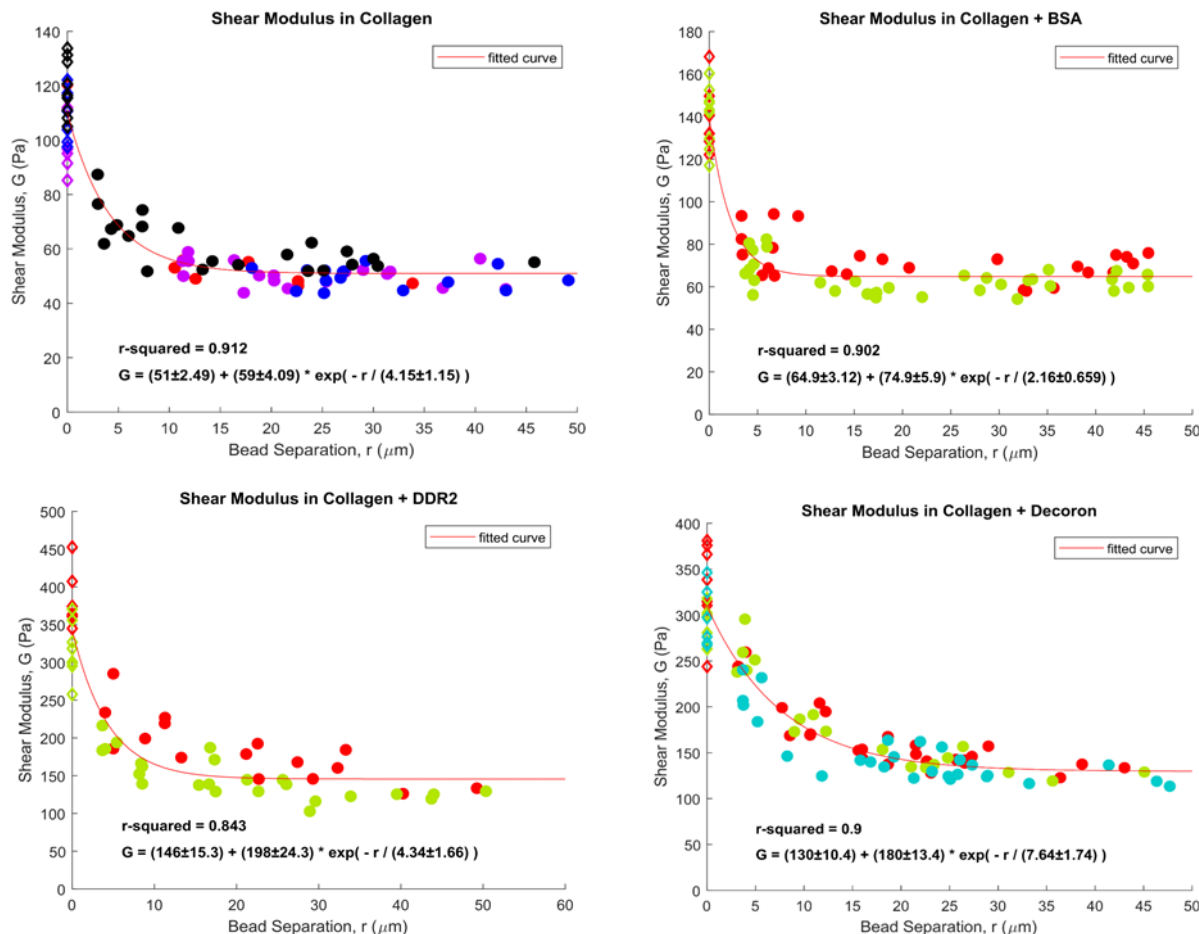 Shear Modulus in Collagen
140
120
100
80
60
40
20
0
Shear Modulus, G (Pa)
fitted curve
r-squared = 0.912
G = (51±2.49) + (59±4.09) * exp( - r / (4.15±1.15) )
0 5 10 15 20 25 30 35 40 45 50
Bead Separation, r (μm)
Shear Modulus in Collagen + BSA
180
160
140
120
100
80
60
40
20
0
Shear Modulus, G (Pa)
fitted curve
r-squared = 0.902
G = (64.9±3.12) + (74.9±5.9) * exp( - r / (2.16±0.659) )
0 5 10 15 20 25 30 35 40 45 50
Bead Separation, r (μm)
Shear Modulus in Collagen + DDR2
500
450
400
350
300
250
200
150
100
50
0
Shear Modulus, G (Pa)
fitted curve
r-squared = 0.843
G = (146±15.3) + (198±24.3) * exp( - r / (4.34±1.66) )
0 10 20 30 40 50 60
Bead Separation, r (μm)
Shear Modulus in Collagen + Decoron
400
350
300
250
200
150
100
50
0
Shear Modulus, G (Pa)
fitted curve
r-squared = 0.9
G = (130±10.4) + (180±13.4) * exp( - r / (7.64±1.74) )
0 5 10 15 20 25 30 35 40 45 50
Bead Separation, r (μm)